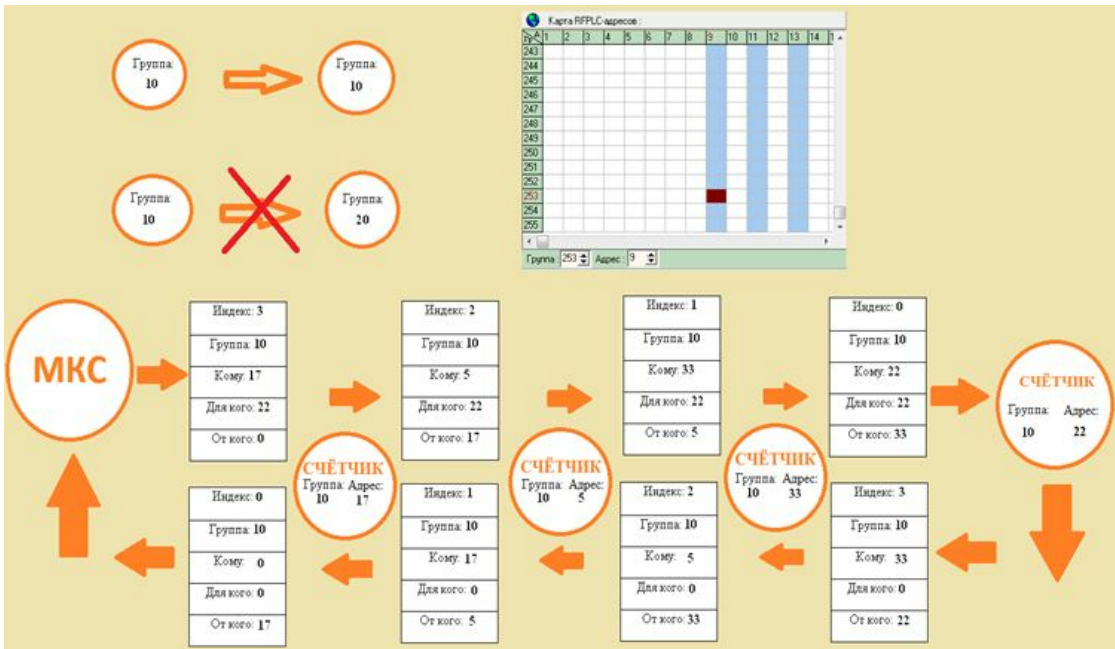 Карта RFPLC-адресов :
Гр А 1 2 3 4 5 6 7 8 9 10 11 12 13 14 1
243
244
245
246
247
248
249
250
251
252
253
254
255
Группа : 253 Адрес : 9
Группа:
10
Группа:
10
Группа:
10
Группа:
20
МКС
Индекс: 3
Группа: 10
Кому: 17
Для кого: 22
От кого: 0
Индекс: 2
Группа: 10
Кому: 5
Для кого: 22
От кого: 17
Индекс: 1
Группа: 10
Кому: 33
Для кого: 22
От кого: 5
Индекс: 0
Группа: 10
Кому: 22
Для кого: 22
От кого: 33
СЧЁТЧИК
Группа: Адрес:
10 22
СЧЁТЧИК
Группа: Адрес:
10 17
СЧЁТЧИК
Группа: Адрес:
10 5
СЧЁТЧИК
Группа: Адрес:
10 33
Индекс: 0
Группа: 10
Кому: 0
Для кого: 0
От кого: 17
Индекс: 1
Группа: 10
Кому: 17
Для кого: 0
От кого: 5
Индекс: 2
Группа: 10
Кому: 5
Для кого: 0
От кого: 33
Индекс: 3
Группа: 10
Кому: 33
Для кого: 0
От кого: 22